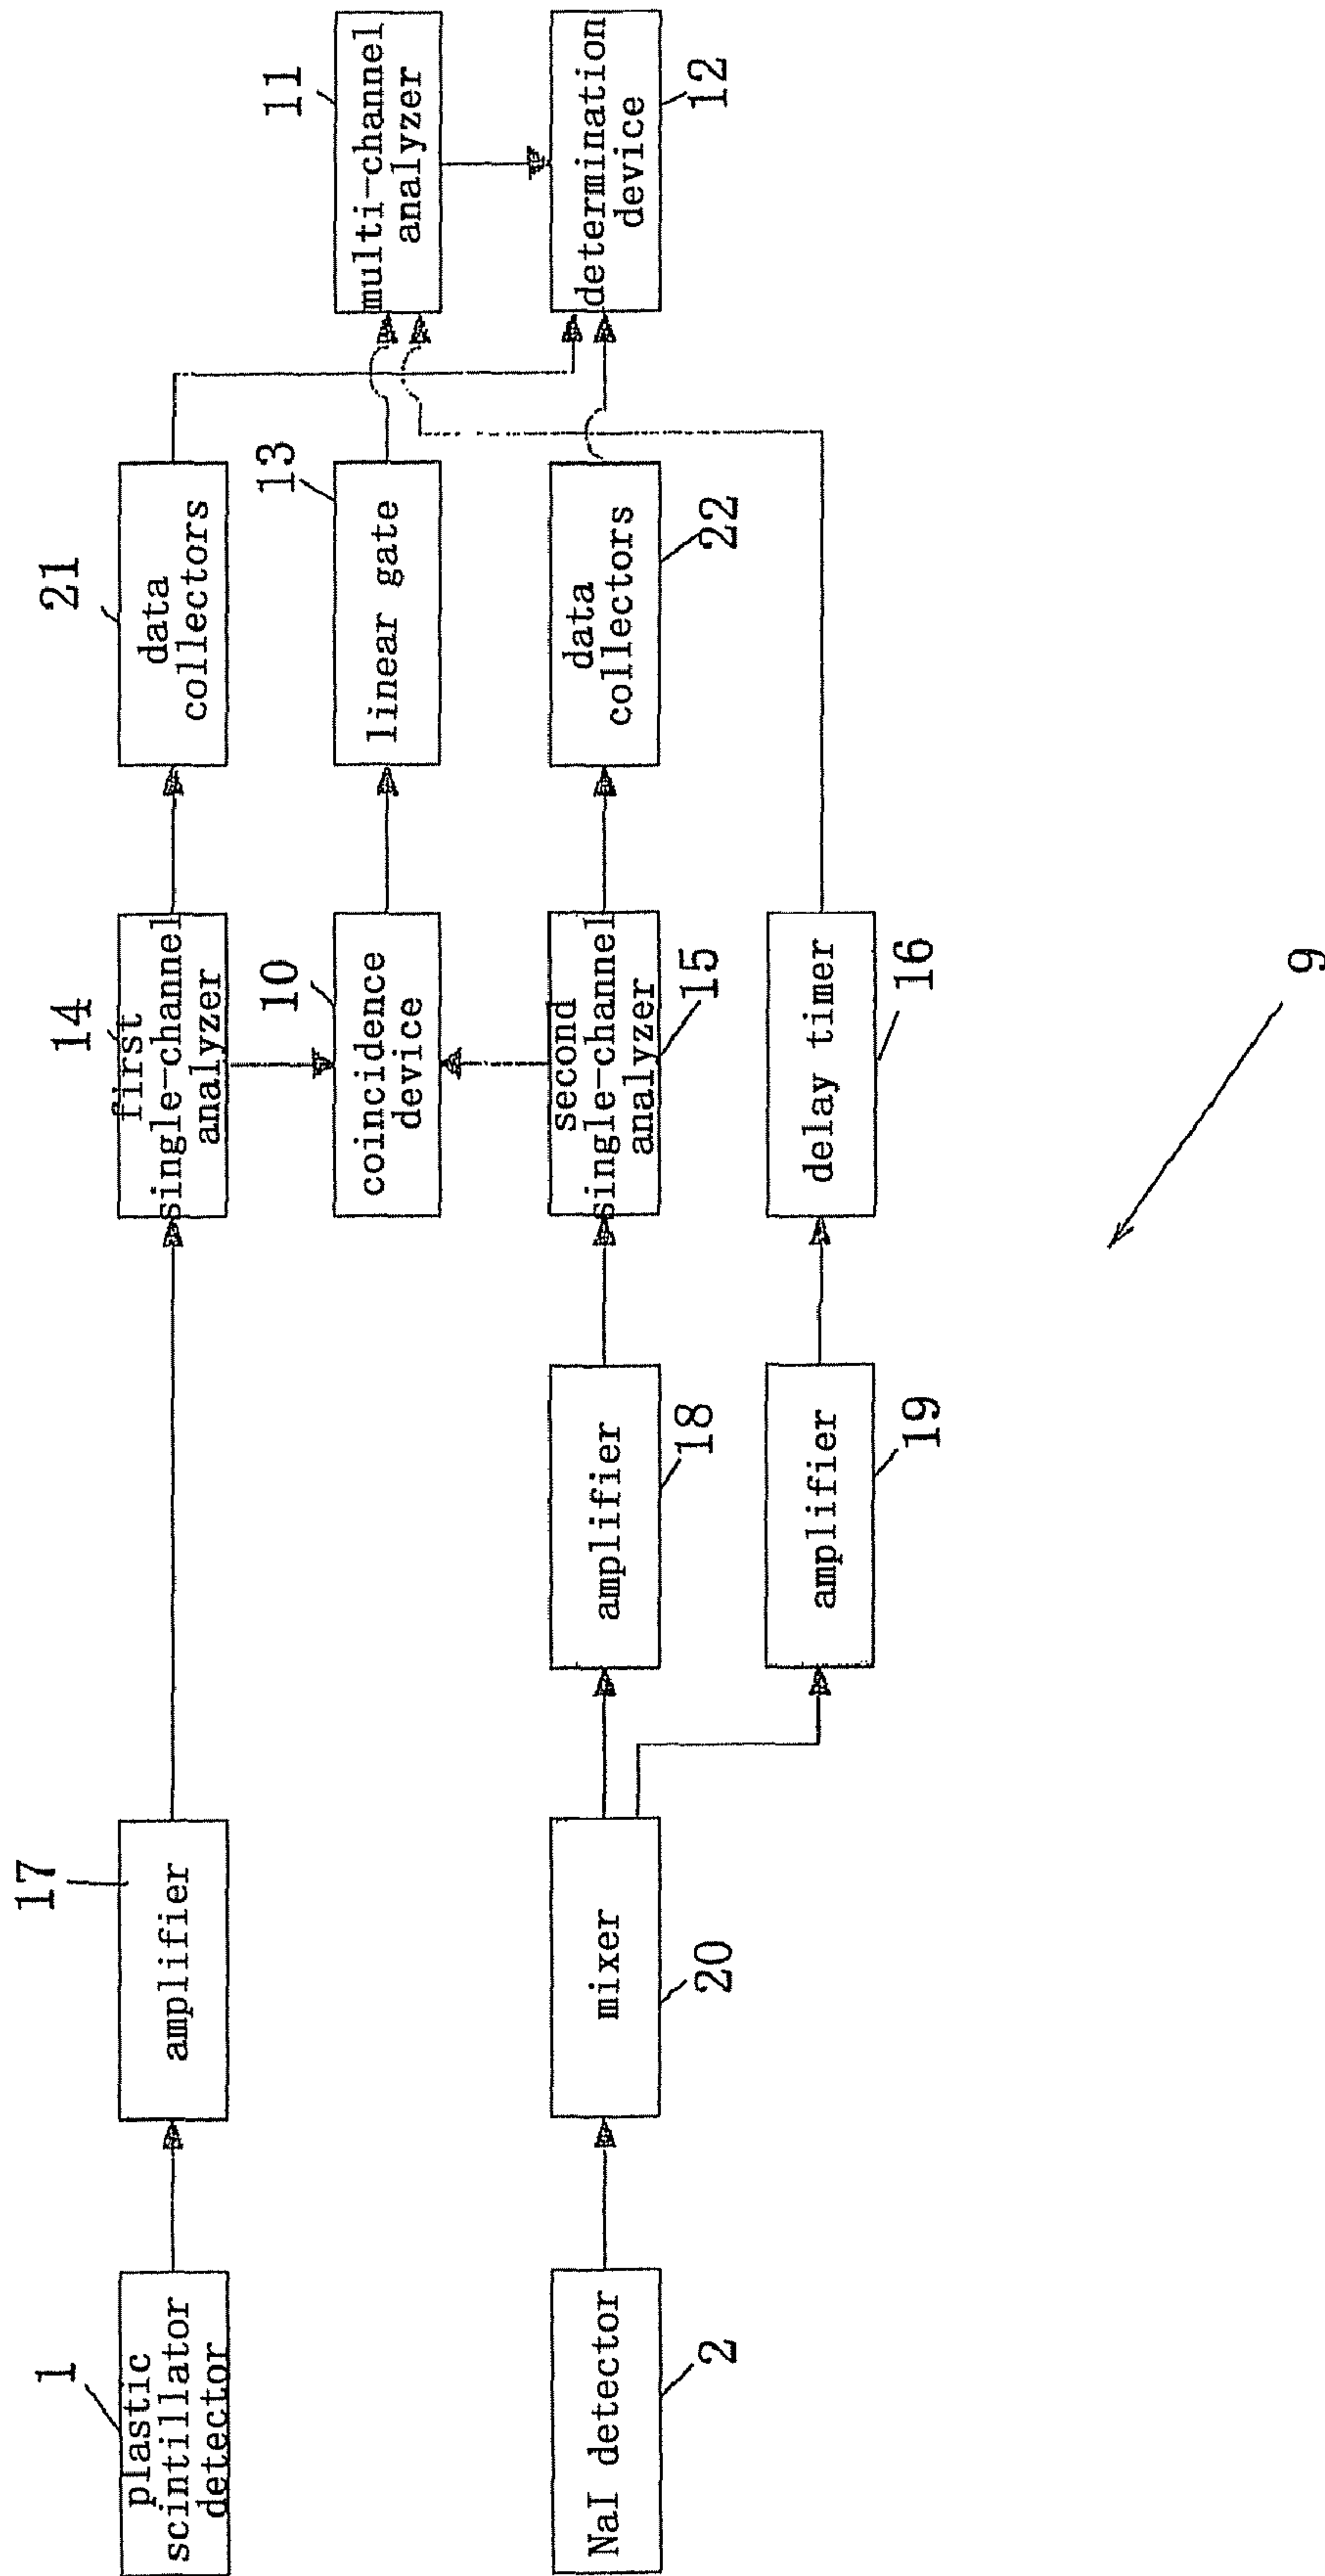 1
plastic
scintillator
detector
17
amplifier
14
first
single-channel
analyzer
21
data
collectors
10
coincidence
device
13
linear gate
11
multi-channel
analyzer
NaI detector
2
mixer
20
amplifier
18
second
single-channel
analyzer
15
data
collectors
22
determination
device
12
amplifier
19
delay timer
16
9